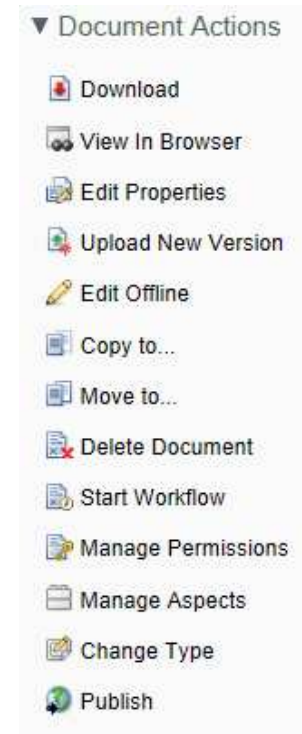 Document Actions
Download
View In Browser
Edit Properties
Upload New Version
Edit Offline
Copy to...
Move to...
Delete Document
Start Workflow
Manage Permissions
Manage Aspects
Change Type
Publish